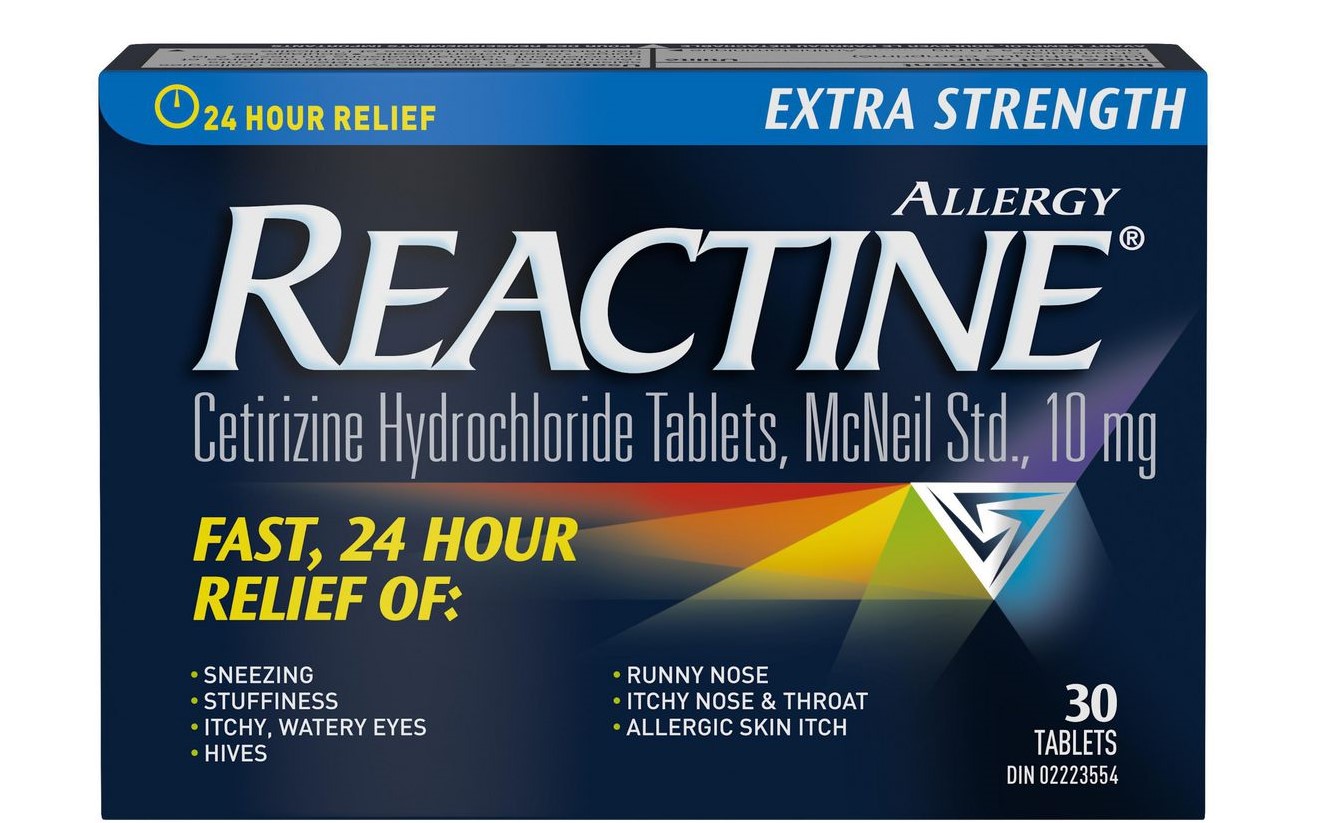 24 HOUR RELIEF
EXTRA STRENGTH
ALLERGY
REACTINE®
Cetirizine Hydrochloride Tablets, McNeil Std., 10 mg
FAST, 24 HOUR
RELIEF OF:
• SNEEZING
• STUFFINESS
• ITCHY, WATERY EYES
• HIVES
• RUNNY NOSE
• ITCHY NOSE & THROAT
• ALLERGIC SKIN ITCH
30
TABLETS
DIN 02223554